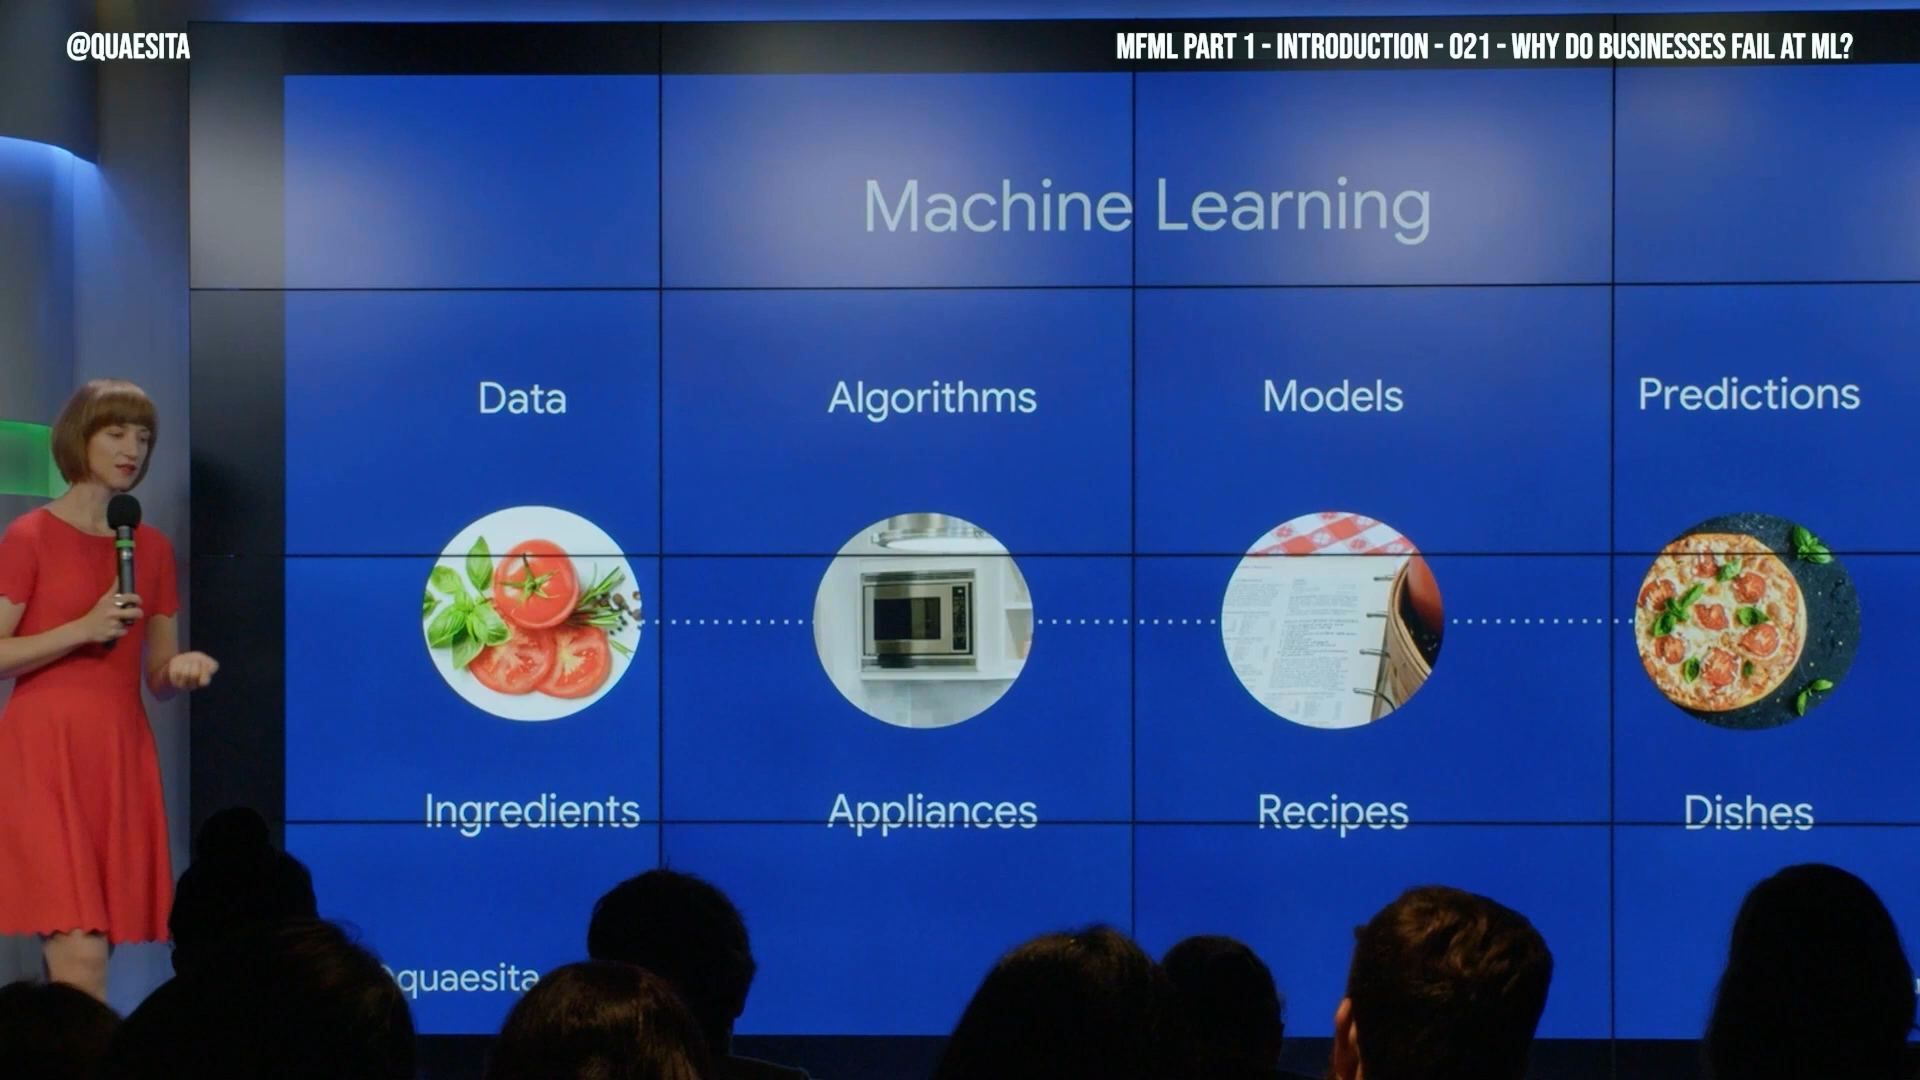 @QUAESITA
MFML PART 1 - INTRODUCTION - 021 - WHY DO BUSINESSES FAIL AT ML?
Machine Learning
Data Algorithms Models Predictions
Ingredients Appliances Recipes Dishes
quaesita